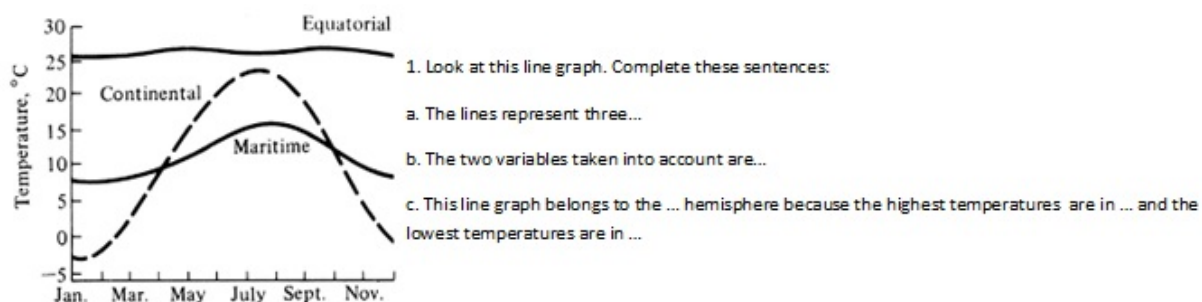 30
Equatorial
25
20
Continental
15
Maritime
10
5
0
-5
Temperature, °C
Jan. Mar. May July Sept. Nov.
1. Look at this line graph. Complete these sentences:
a. The lines represent three...
b. The two variables taken into account are...
c. This line graph belongs to the ... hemisphere because the highest temperatures are in ... and the
lowest temperatures are in ...